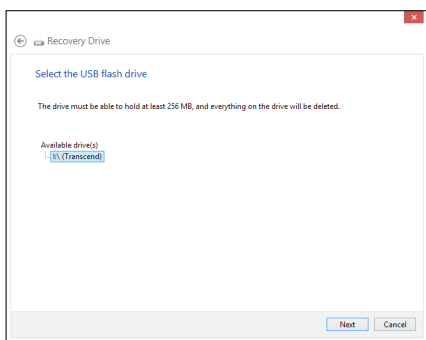 Recovery Drive
Select the USB flash drive
The drive must be able to hold at least 256 MB, and everything on the drive will be deleted.
Available drive(s)
I:\ (Transcend)
Next Cancel